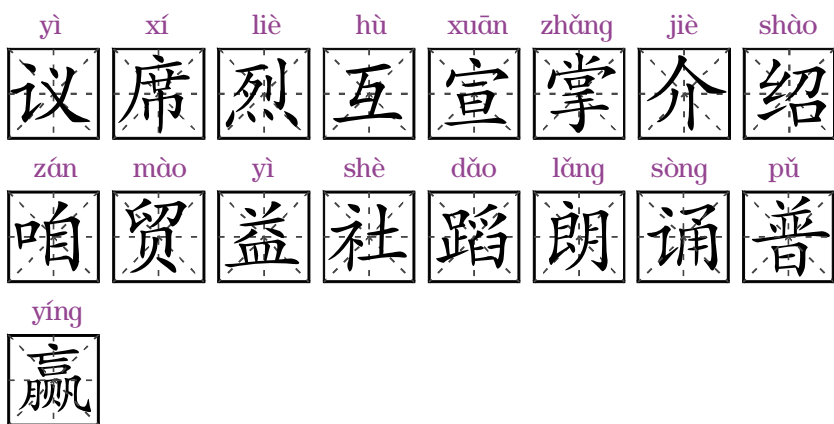 yì xí liè hù xuān zhǎng jiè shào
议 席 烈 互 宣 掌 介 绍
zán mào yì shè dǎo lǎng sòng pǔ
咱 贸 益 社 蹈 朗 诵 普
yíng
赢